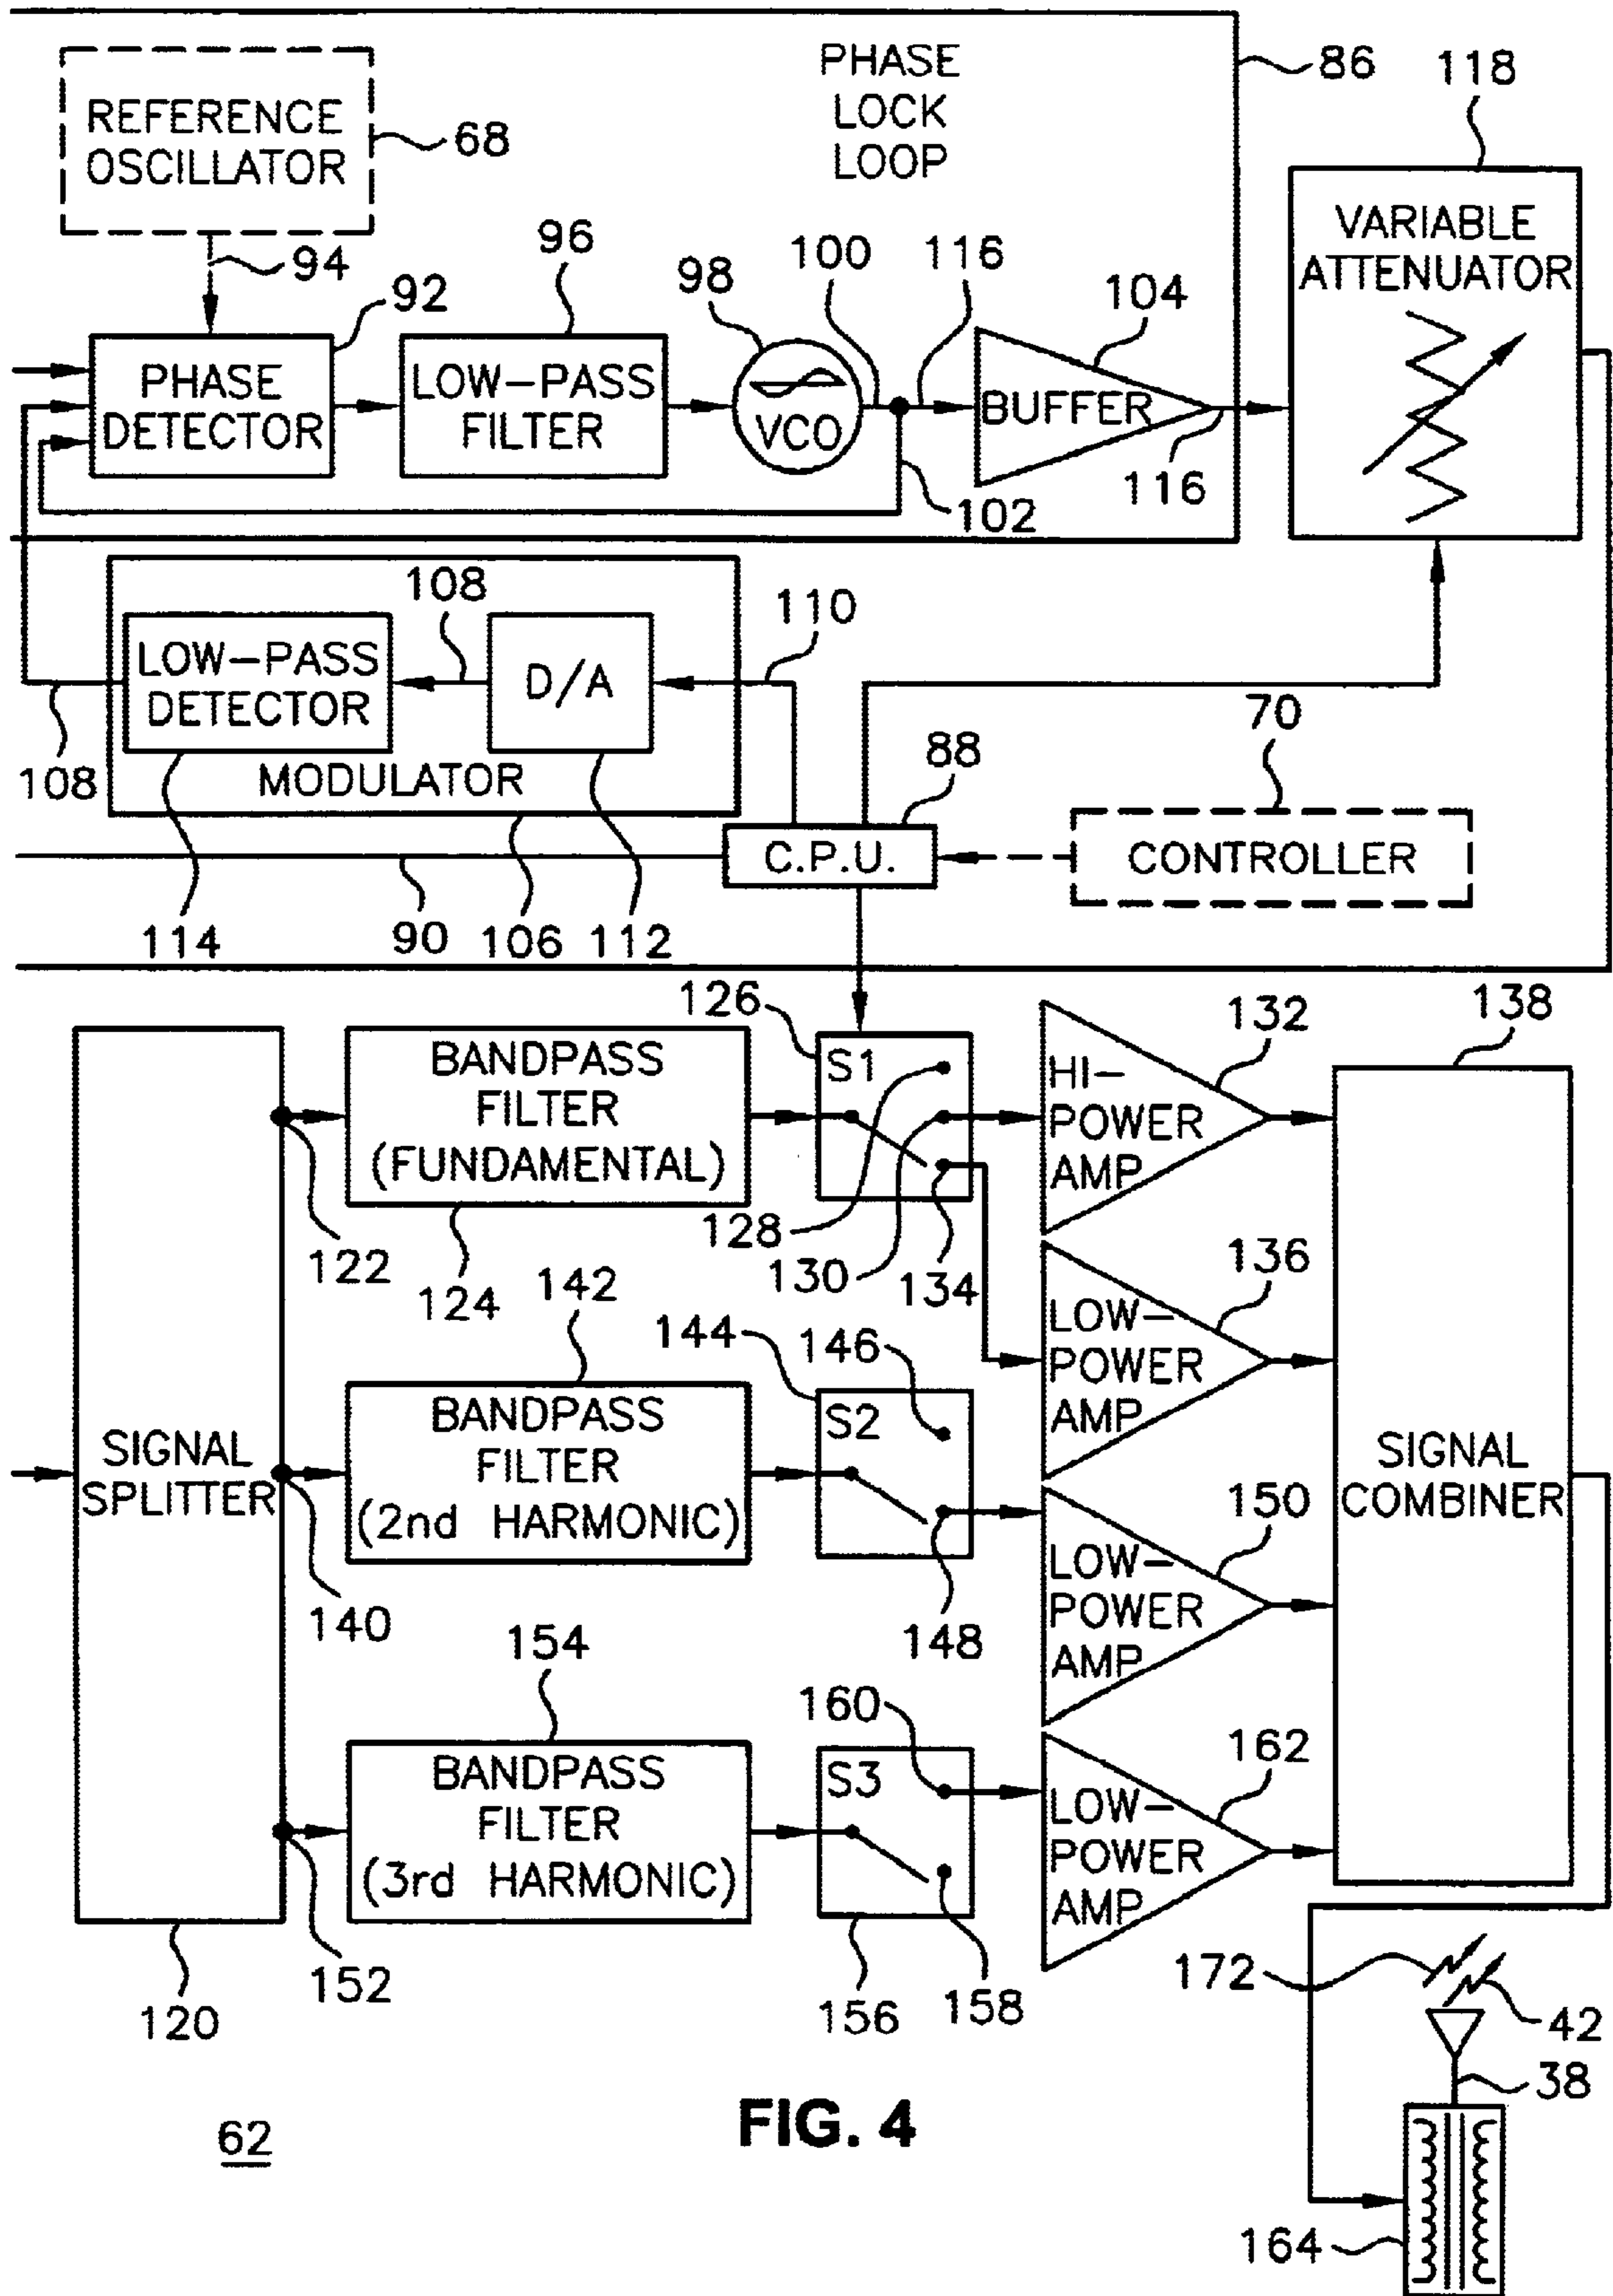 PHASE
LOCK
LOOP
86
118
REFERENCE
OSCILLATOR
68
94
VARIABLE
ATTENUATOR
92
96
98
100
116
104
PHASE
DETECTOR
LOW-PASS
FILTER
VCO
BUFFER
116
102
108
110
LOW-PASS
DETECTOR
D/A
108
MODULATOR
88
70
C.P.U.
CONTROLLER
114
90
106
112
126
132
138
BANDPASS
FILTER
(FUNDAMENTAL)
S1
HI-
POWER
AMP
122
124
128
130
134
136
142
144
146
LOW-
POWER
AMP
SIGNAL
SPLITTER
BANDPASS
FILTER
(2nd HARMONIC)
S2
SIGNAL
COMBINER
150
140
148
LOW-
POWER
AMP
154
160
162
BANDPASS
FILTER
(3rd HARMONIC)
S3
LOW-
POWER
AMP
120
152
156
158
172
42
38
FIG. 4
62
164